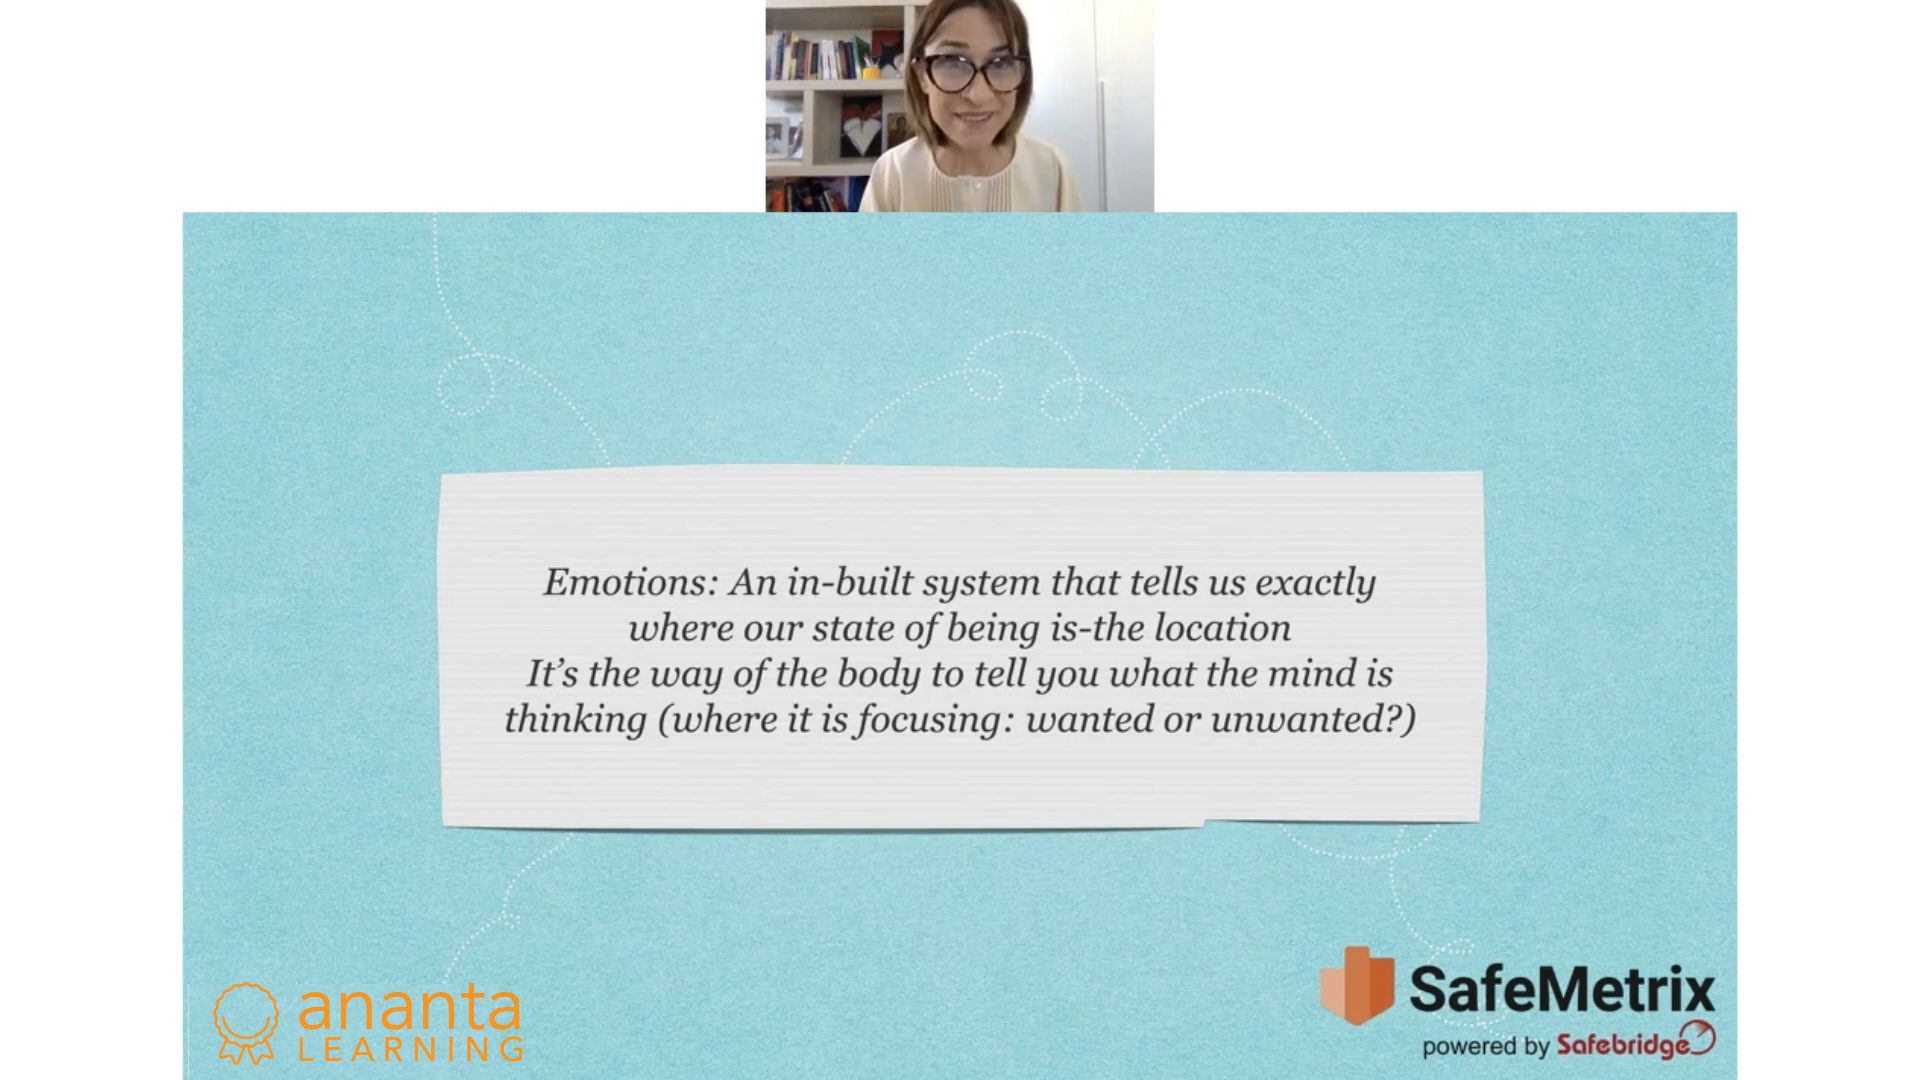 Emotions: An in-built system that tells us exactly
where our state of being is-the location
It's the way of the body to tell you what the mind is
thinking (where it is focusing: wanted or unwanted?)
ananta
LEARNING
SafeMetrix
powered by Safebridge